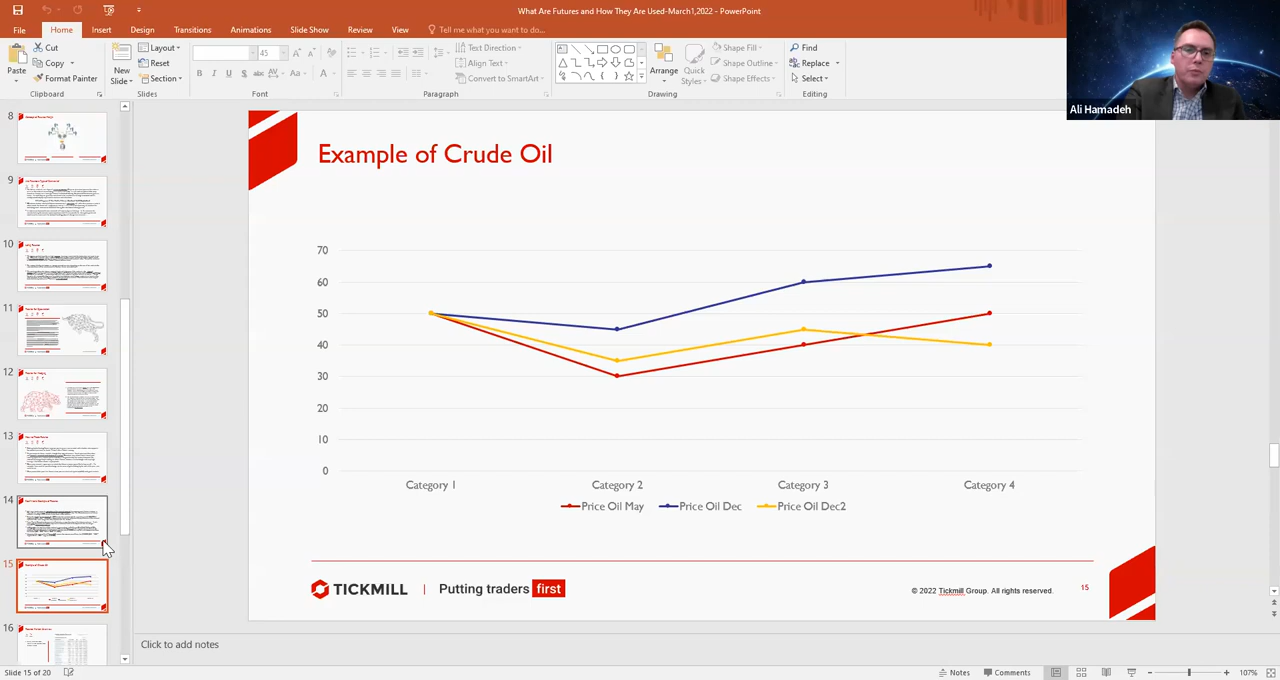 What Are Futures and How They Are Used-March1,2022 - PowerPoint
File Home Insert Design Transitions Animations Slide Show Review View Tell me what you want to do...
Paste
Cut
Copy
Format Painter
Clipboard
New Slide
Layout
Reset
Section
Slides
45
B I U S abc AV Aa A
Font
Text Direction
Align Text
Convert to SmartArt
Paragraph
Arrange
Quick Styles
Shape Fill
Shape Outline
Shape Effects
Drawing
Find
Replace
Select
Editing
Ali Hamadeh
8
9
10
11
12
13
14
15
16
Example of Crude Oil
70
60
50
40
30
20
10
0
Category 1 Category 2 Category 3 Category 4
Price Oil May Price Oil Dec Price Oil Dec2
TICKMILL | Putting traders first
© 2022 Tickmill Group. All rights reserved. 15
Click to add notes
Slide 15 of 20
Notes Comments 107%